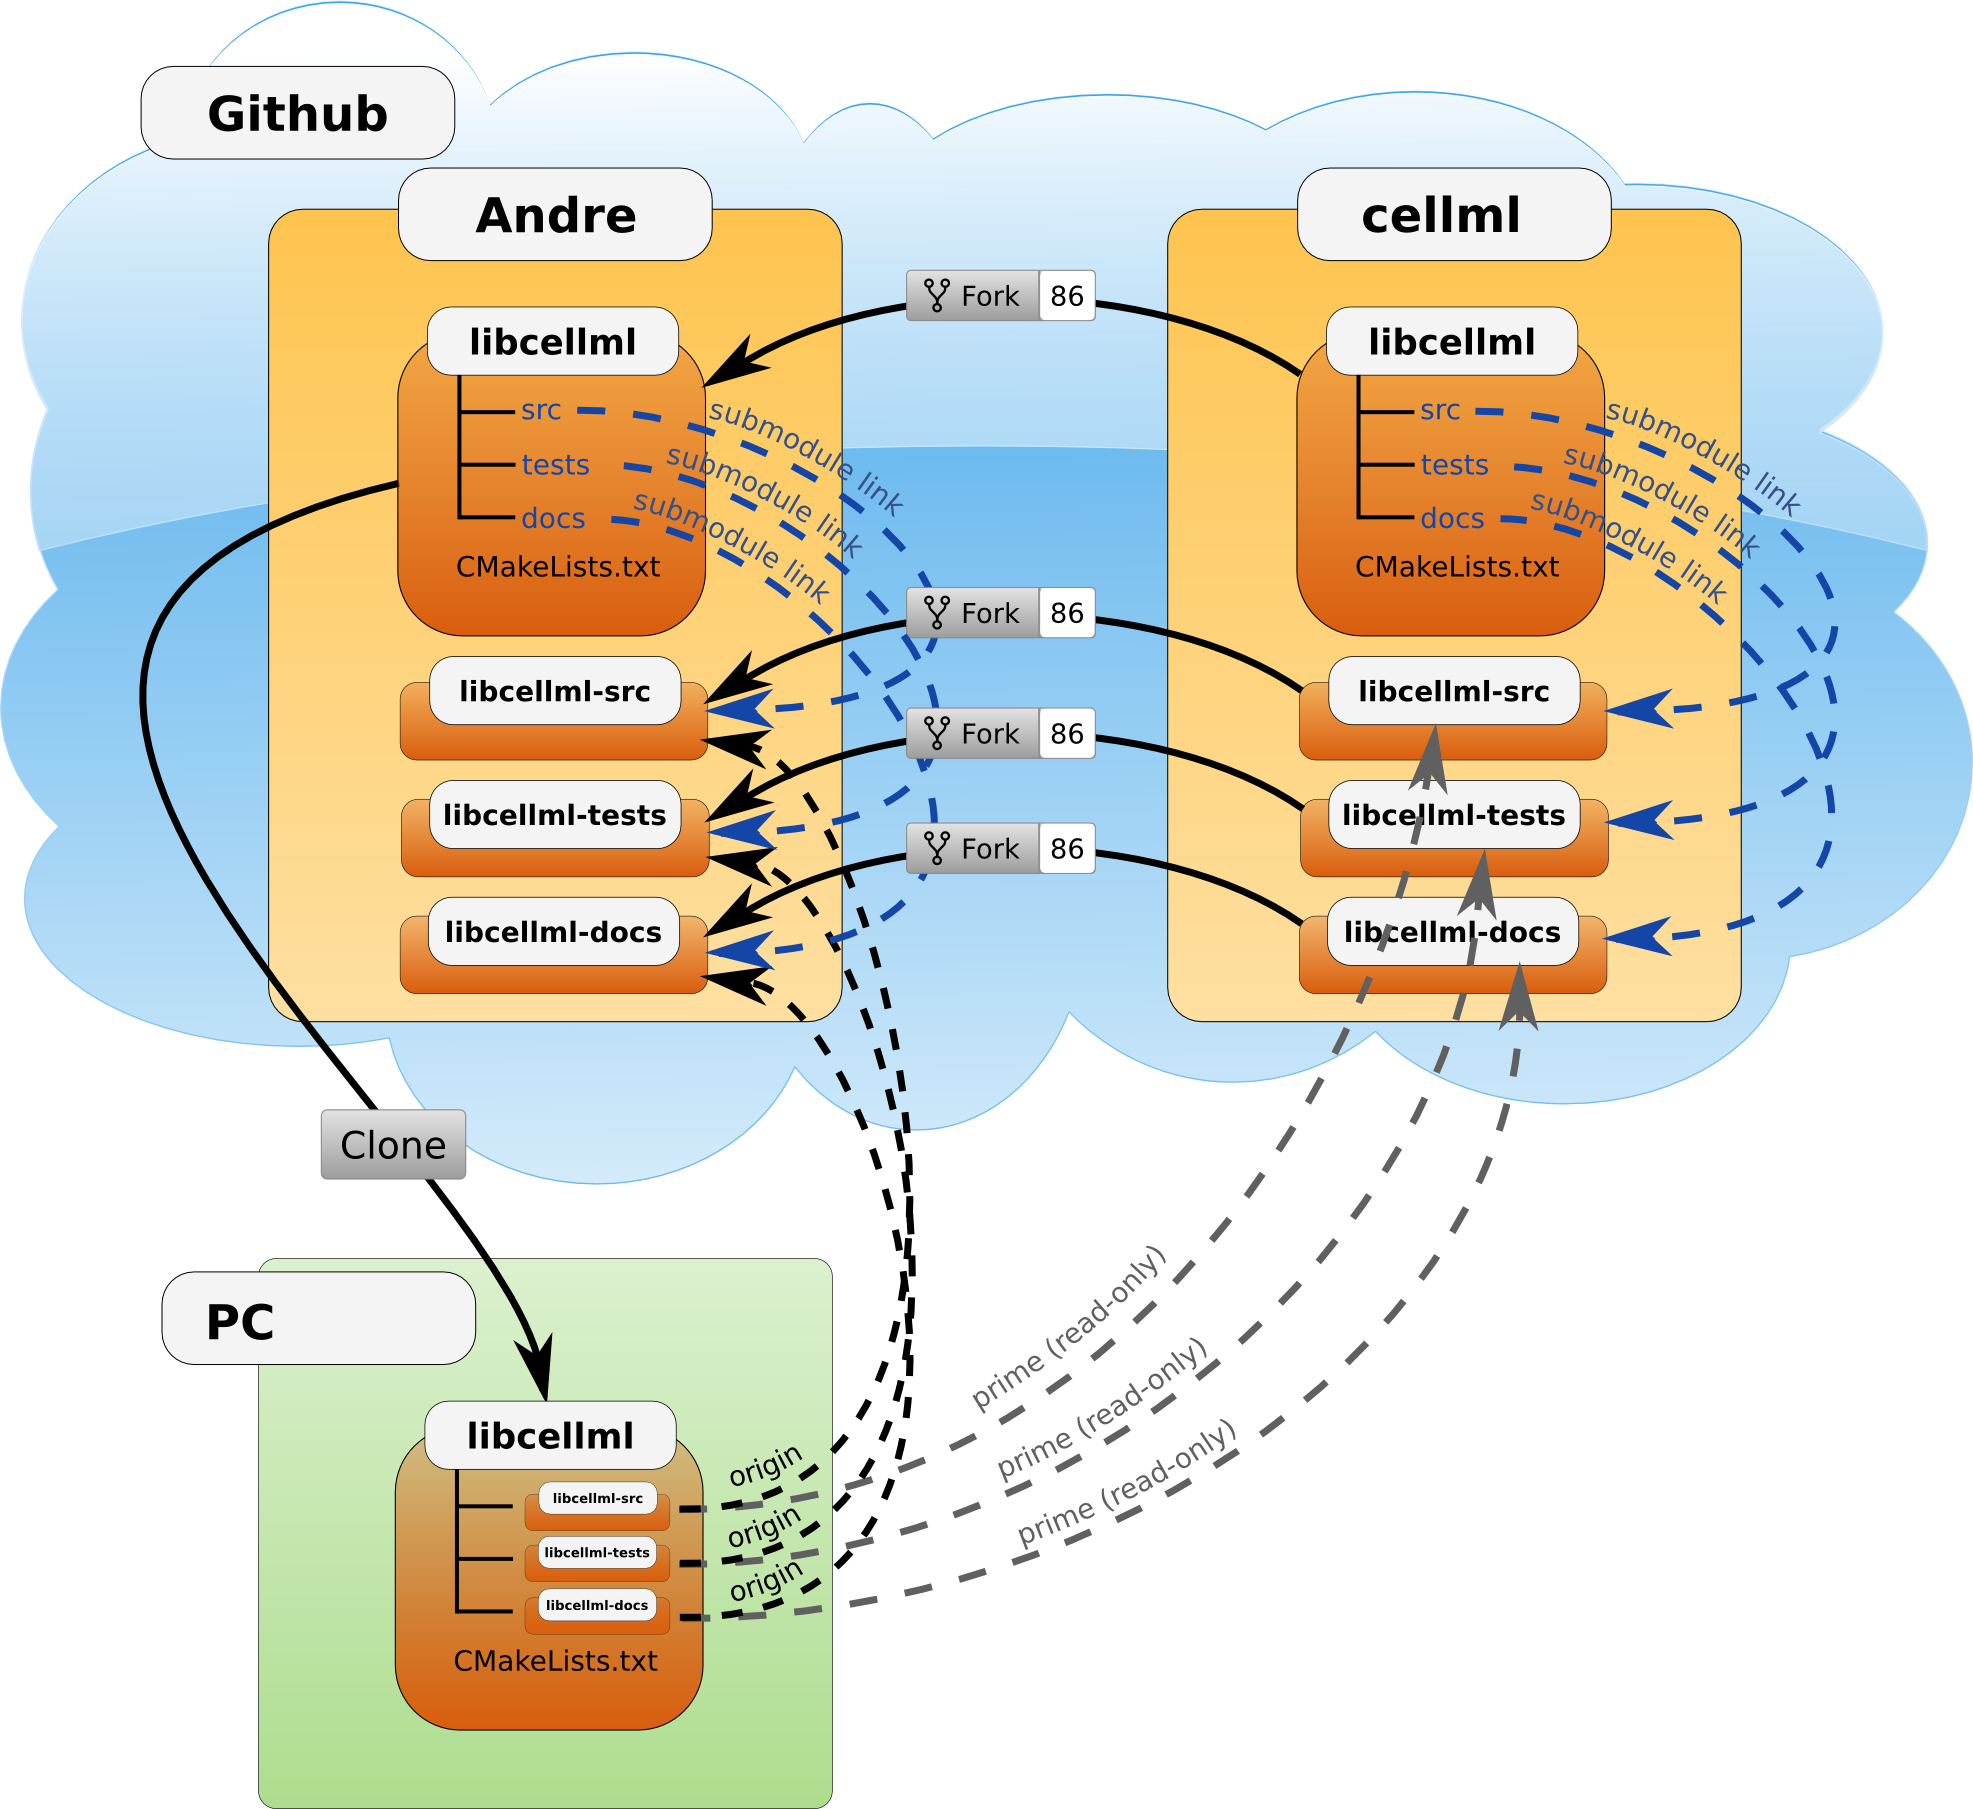 Github
Andre
cellml
Fork 86
libcellml
src
tests
docs
CMakeLists.txt
submodule link
submodule link
submodule link
libcellml
src
tests
docs
CMakeLists.txt
submodule link
submodule link
submodule link
Fork 86
libcellml-src
libcellml-src
Fork 86
libcellml-tests
libcellml-tests
Fork 86
libcellml-docs
libcellml-docs
Clone
PC
libcellml
libcellml-src
libcellml-tests
libcellml-docs
CMakeLists.txt
origin
origin
origin
prime (read-only)
prime (read-only)
prime (read-only)